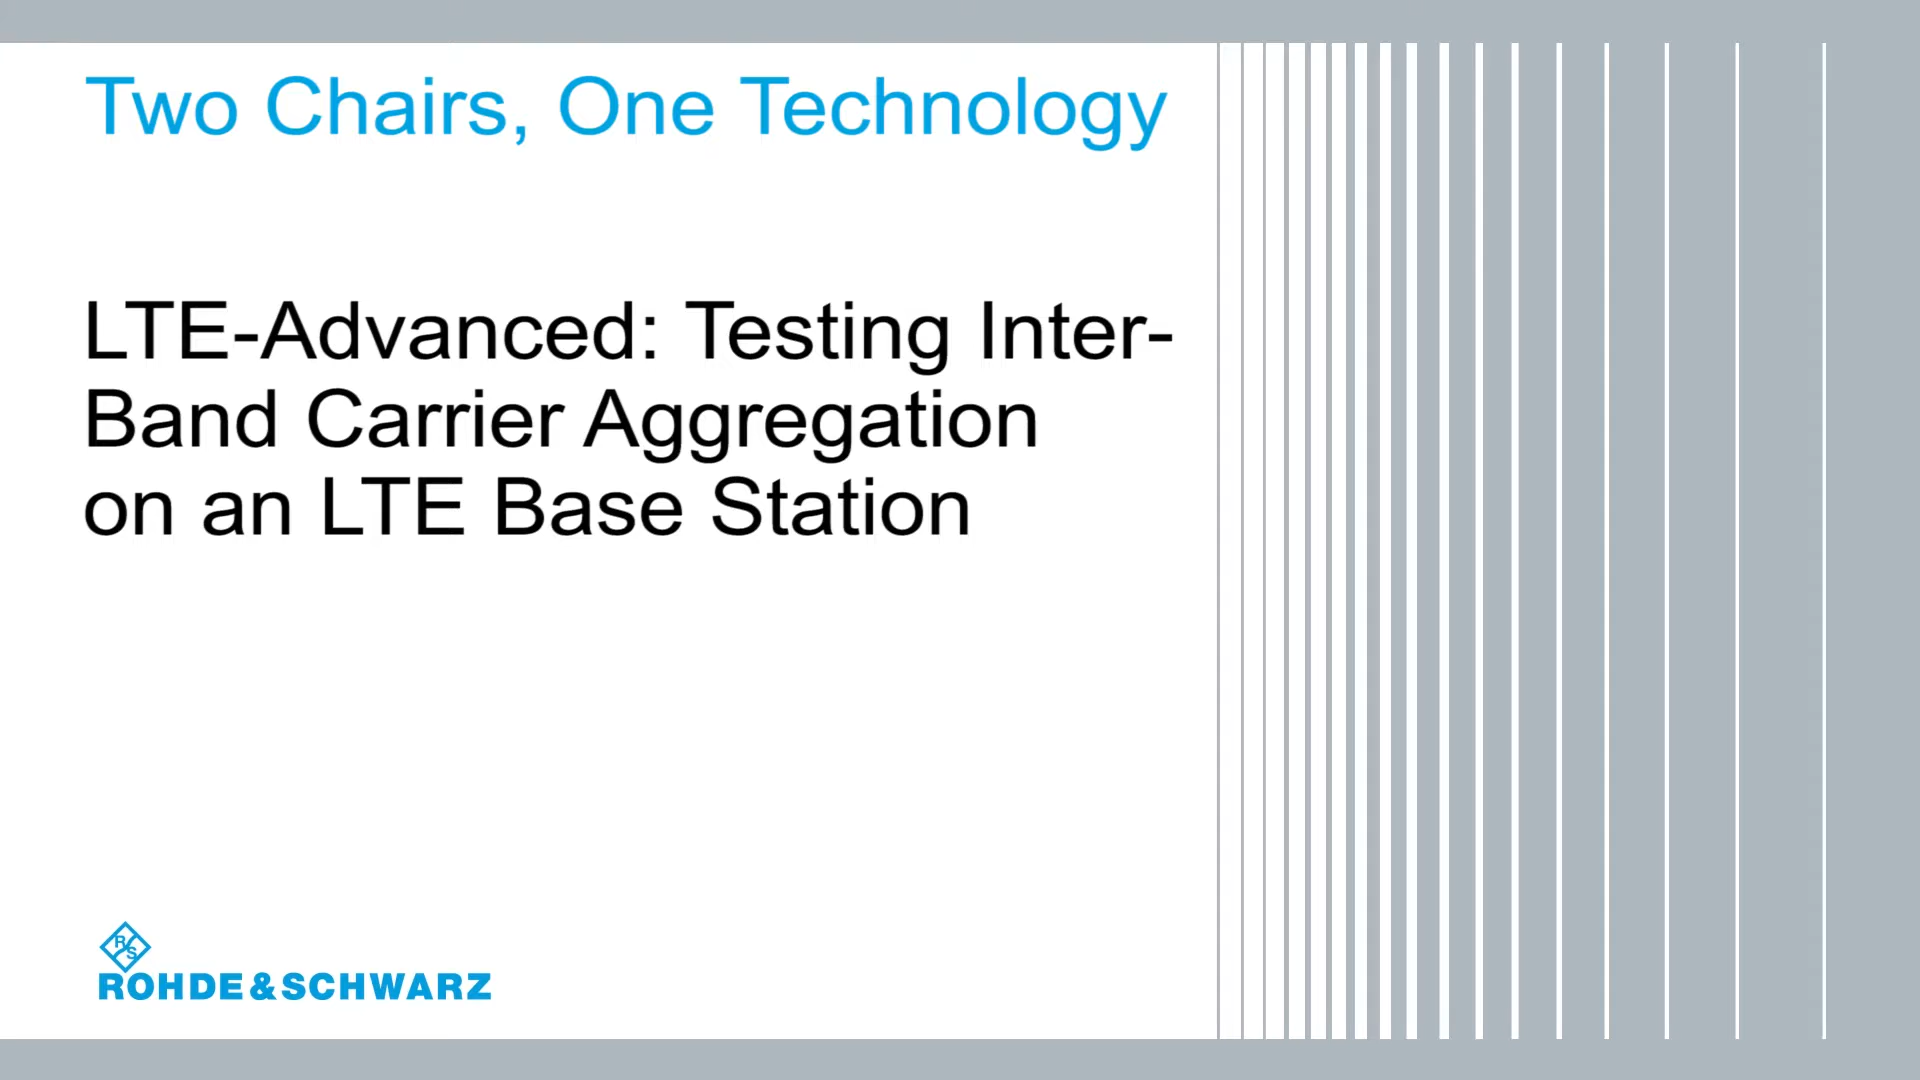 Two Chairs, One Technology
LTE-Advanced: Testing Inter-
Band Carrier Aggregation
on an LTE Base Station
R
S
ROHDE&SCHWARZ